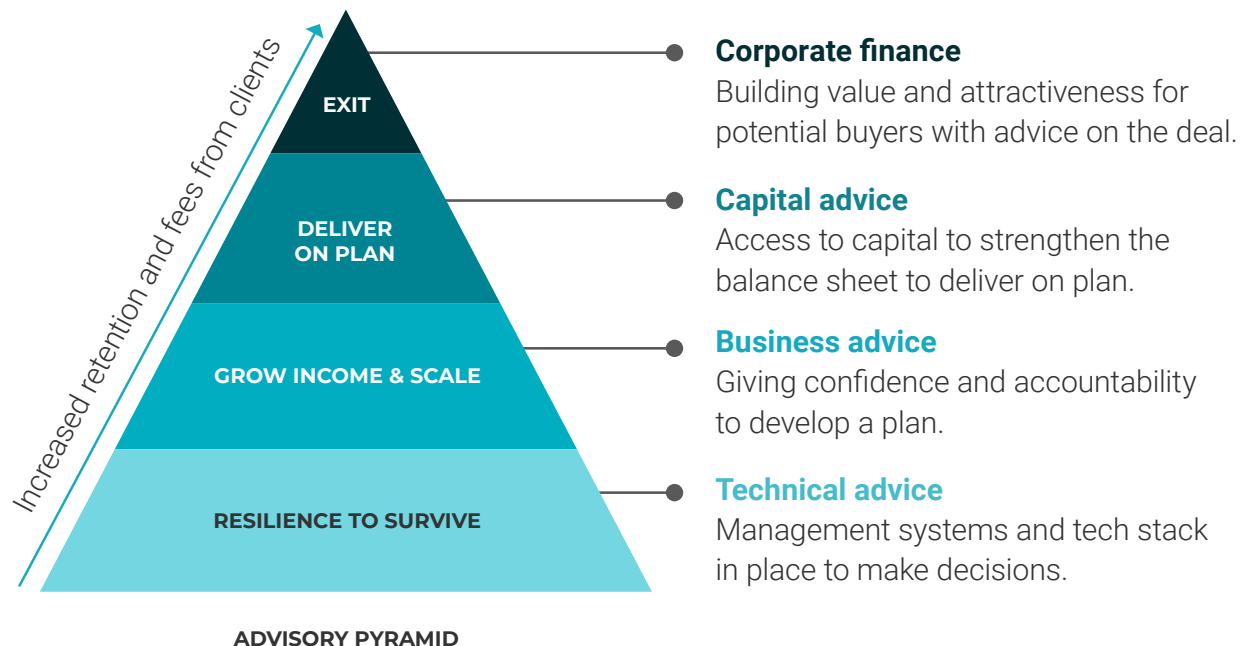 Increased retention and fees from clients
EXIT
Corporate finance
Building value and attractiveness for
potential buyers with advice on the deal.
DELIVER
ON PLAN
Capital advice
Access to capital to strengthen the
balance sheet to deliver on plan.
GROW INCOME & SCALE
Business advice
Giving confidence and accountability
to develop a plan.
RESILIENCE TO SURVIVE
Technical advice
Management systems and tech stack
in place to make decisions.
ADVISORY PYRAMID